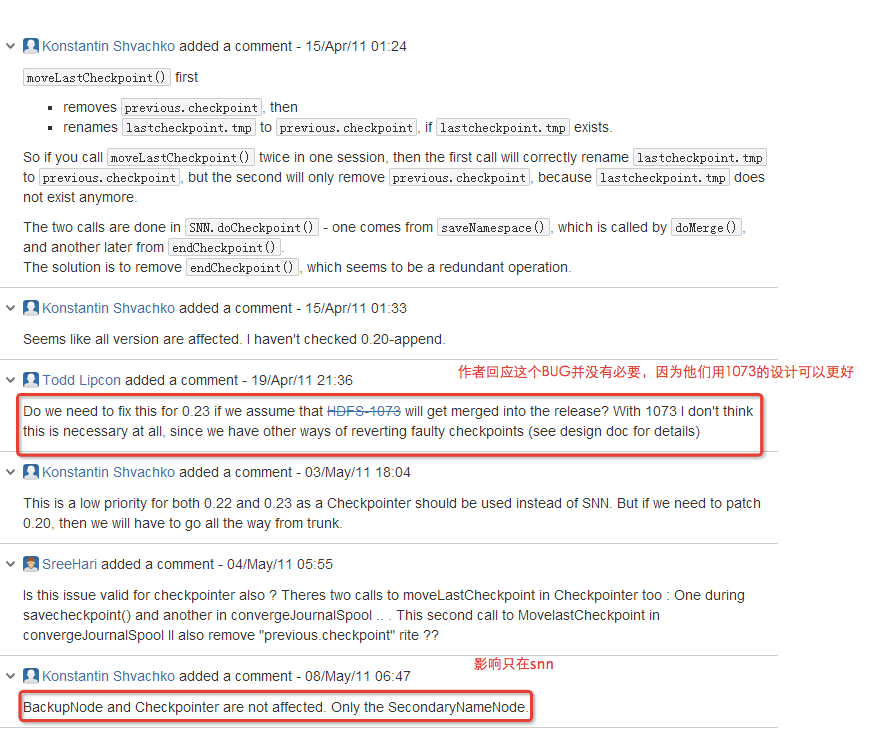 Konstantin Shvachko added a comment - 15/Apr/11 01:24
moveLastCheckpoint() first
removes previous.checkpoint, then
renames lastcheckpoint.tmp to previous.checkpoint, if lastcheckpoint.tmp exists.
So if you call moveLastCheckpoint() twice in one session, then the first call will correctly rename lastcheckpoint.tmp
to previous.checkpoint, but the second will only remove previous.checkpoint, because lastcheckpoint.tmp does
not exist anymore.
The two calls are done in SNN.doCheckpoint() - one comes from saveNamespace(), which is called by doMerge(),
and another later from endCheckpoint().
The solution is to remove endCheckpoint(), which seems to be a redundant operation.
Konstantin Shvachko added a comment - 15/Apr/11 01:33
Seems like all version are affected. I haven't checked 0.20-append.
Todd Lipcon added a comment - 19/Apr/11 21:36
作者回应这个BUG并没有必要，因为他们用1073的设计可以更好
Do we need to fix this for 0.23 if we assume that HDFS-1073 will get merged into the release? With 1073 I don't think
this is necessary at all, since we have other ways of reverting faulty checkpoints (see design doc for details)
Konstantin Shvachko added a comment - 03/May/11 18:04
This is a low priority for both 0.22 and 0.23 as a Checkpointer should be used instead of SNN. But if we need to patch
0.20, then we will have to go all the way from trunk.
SreeHari added a comment - 04/May/11 05:55
Is this issue valid for checkpointer also ? Theres two calls to moveLastCheckpoint in Checkpointer too : One during
savecheckpoint() and another in convergeJournalSpool .. . This second call to MovelastCheckpoint in
convergeJournalSpool ll also remove "previous.checkpoint" rite ??
影响只在snn
Konstantin Shvachko added a comment - 08/May/11 06:47
BackupNode and Checkpointer are not affected. Only the SecondaryNameNode.